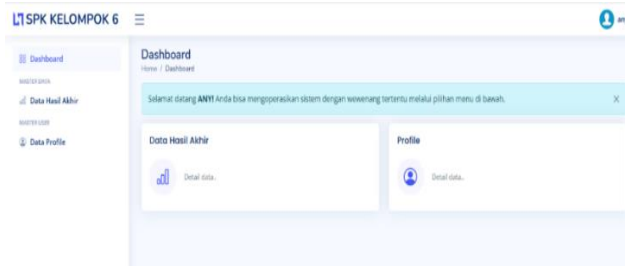 SPK KELOMPOK 6
Dashboard
MASTER DATA
Data Hasil Akhir
MASTER USER
Data Profile
Dashboard
Home / Dashboard
Selamat datang ANY! Anda bisa mengoperasikan sistem dengan wewenang tertentu melalui pilihan menu di bawah.
Data Hasil Akhir
Detail data..
Profile
Detail data..